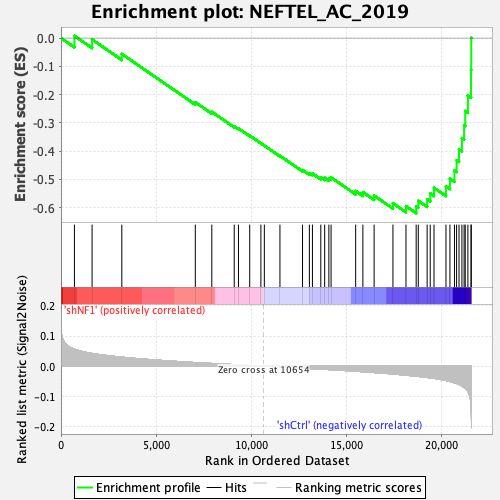 Enrichment plot: NEFTEL_AC_2019
Enrichment score (ES)
0.0
-0.1
-0.2
-0.3
-0.4
-0.5
-0.6
'shNF1' (positively correlated)
Ranked list metric (Signal2Noise)
0.2
0.1
0.0
-0.1
-0.2
Zero cross at 10654
'shCtrl' (negatively correlated)
0
5,000
10,000
15,000
20,000
Rank in Ordered Dataset
Enrichment profile
Hits
Ranking metric scores